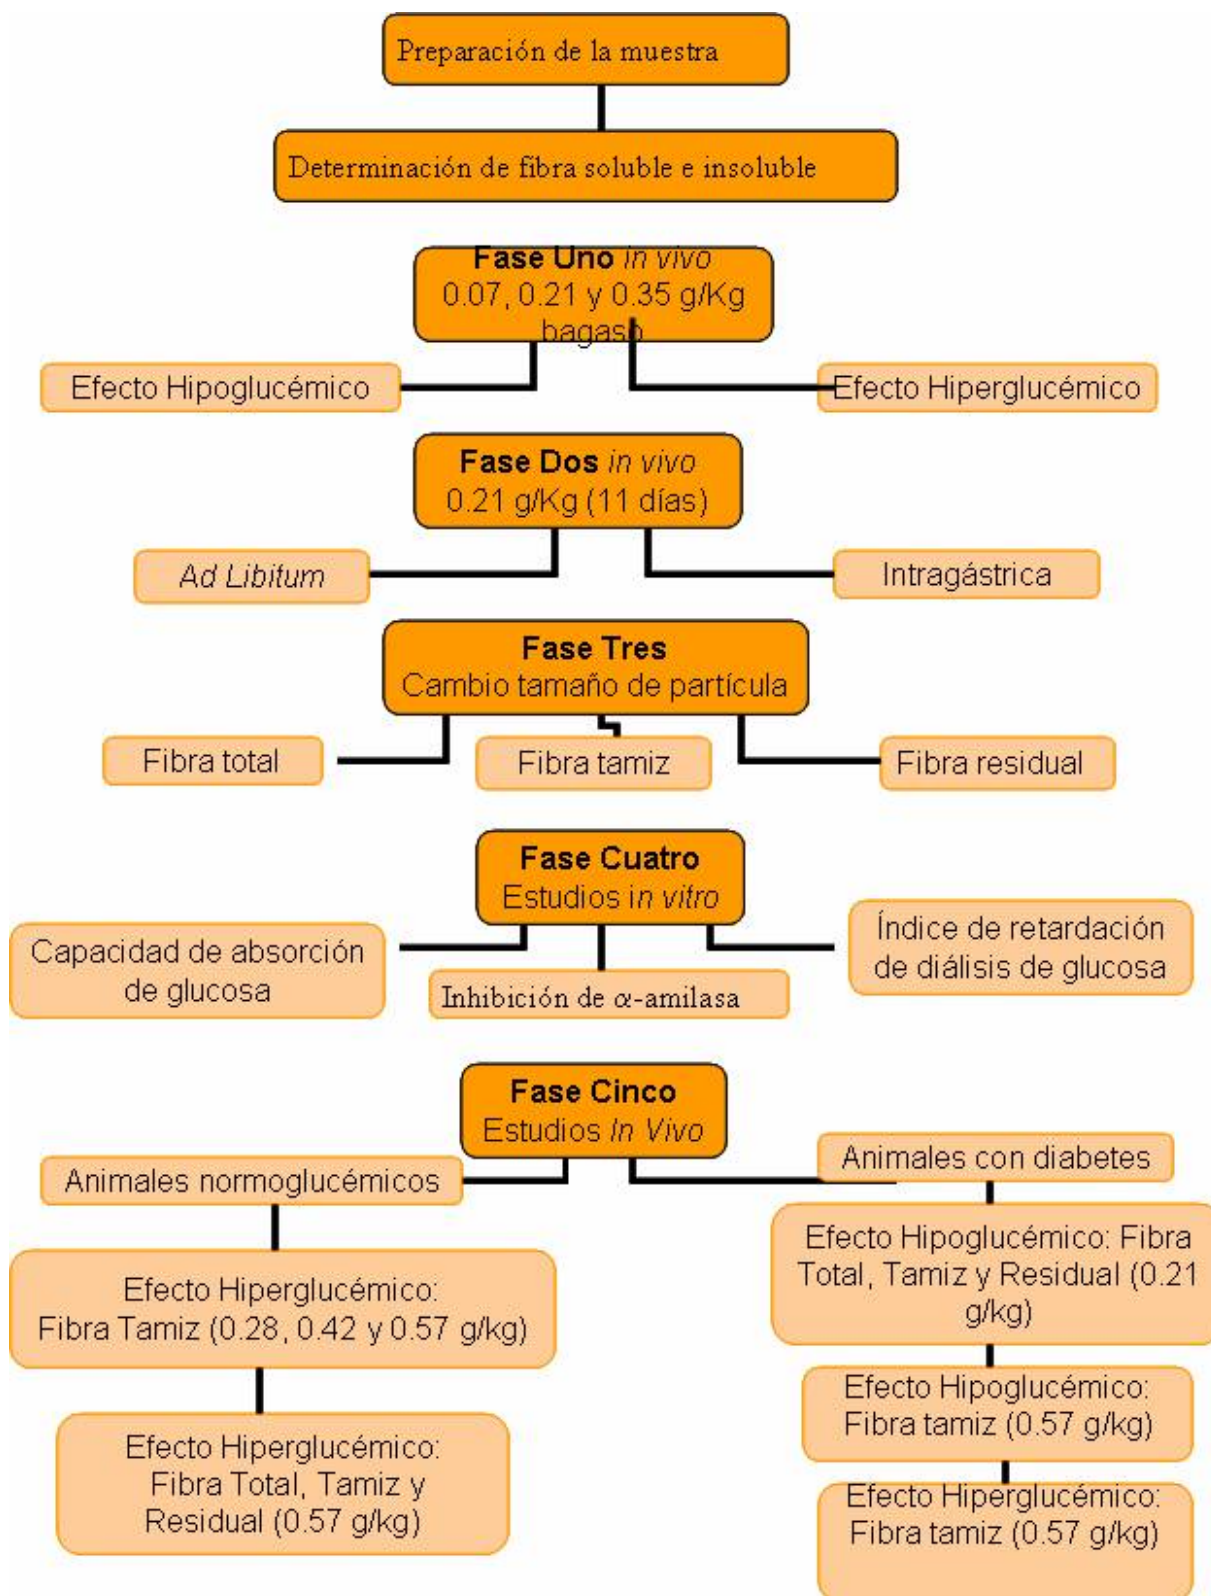 Preparación de la muestra
Determinación de fibra soluble e insoluble
Fase Uno in vivo
0.07, 0.21 y 0.35 g/Kg
bagaso
Efecto Hipoglucémico
Efecto Hiperglucémico
Fase Dos in vivo
0.21 g/Kg (11 días)
Ad Libitum
Intragástrica
Fase Tres
Cambio tamaño de partícula
Fibra total
Fibra tamiz
Fibra residual
Fase Cuatro
Estudios in vitro
Capacidad de absorción
de glucosa
Inhibición de α-amilasa
Índice de retardación
de diálisis de glucosa
Fase Cinco
Estudios In Vivo
Animales normoglucémicos
Efecto Hiperglucémico:
Fibra Tamiz (0.28, 0.42 y 0.57 g/kg)
Efecto Hiperglucémico:
Fibra Total, Tamiz y
Residual (0.57 g/kg)
Animales con diabetes
Efecto Hipoglucémico: Fibra
Total, Tamiz y Residual (0.21
g/kg)
Efecto Hipoglucémico:
Fibra tamiz (0.57 g/kg)
Efecto Hiperglucémico:
Fibra tamiz (0.57 g/kg)